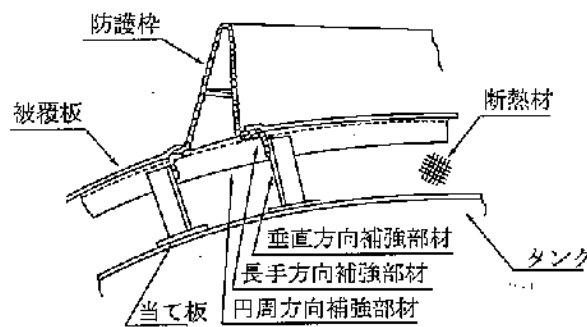 防護枠
断熱材
被覆板
垂直方向補強部材
タンク
長手方向補強部材
当て板
円周方向補強部材